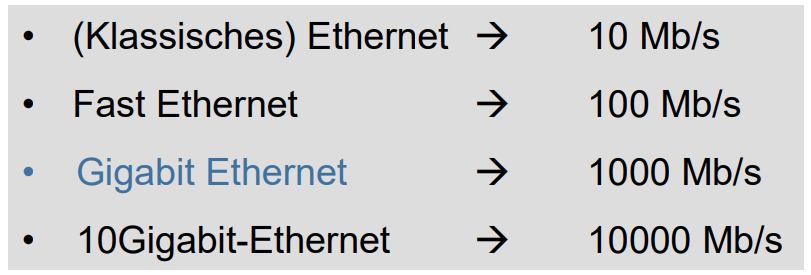 • (Klassisches) Ethernet → 10 Mb/s
• Fast Ethernet → 100 Mb/s
• Gigabit Ethernet → 1000 Mb/s
• 10Gigabit-Ethernet → 10000 Mb/s